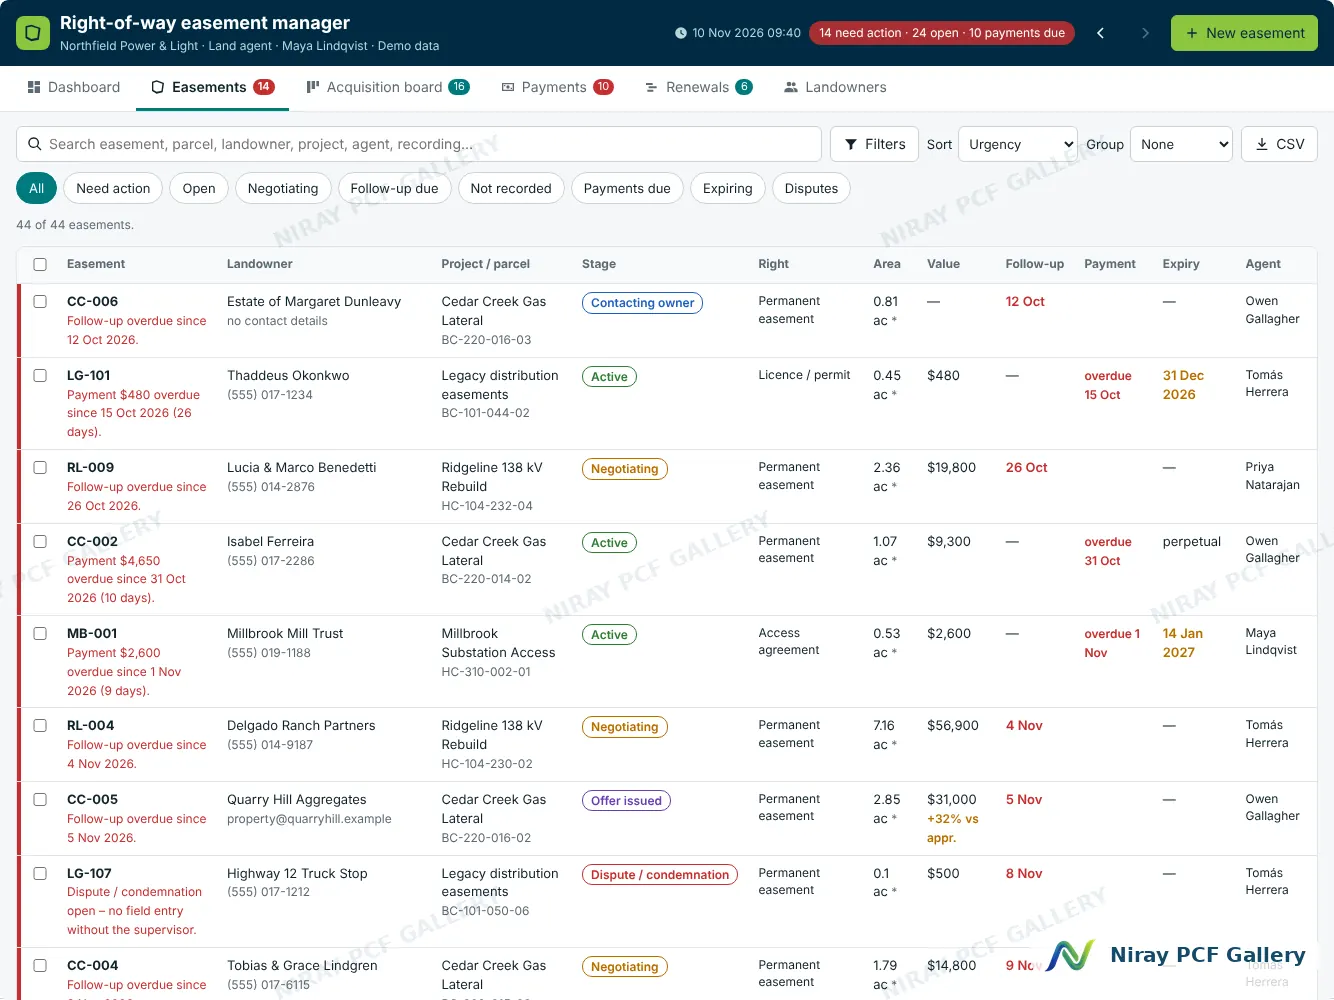 Right-of-way easement manager
Northfield Power & Light · Land agent · Maya Lindqvist · Demo data
10 Nov 2026 09:40
14 need action · 24 open · 10 payments due
+ New easement
Dashboard
Easements 14
Acquisition board 16
Payments 10
Renewals 6
Landowners
Search easement, parcel, landowner, project, agent, recording...
Filters
Sort
Urgency
Group
None
CSV
All
Need action
Open
Negotiating
Follow-up due
Not recorded
Payments due
Expiring
Disputes
44 of 44 easements.
Easement Landowner Project / parcel Stage Right Area Value Follow-up Payment Expiry Agent
CC-006 Estate of Margaret Dunleavy Cedar Creek Gas Contacting owner Permanent 0.81 — 12 Oct — Owen
Follow-up overdue since no contact details Lateral easement ac * Gallagher
12 Oct 2026. BC-220-016-03
LG-101 Thaddeus Okonkwo Legacy distribution Active Licence / permit 0.45 $480 — overdue 31 Dec Tomás
Payment $480 overdue (555) 017-1234 easements ac * 15 Oct 2026 Herrera
since 15 Oct 2026 (26 BC-101-044-02
days).
RL-009 Lucia & Marco Benedetti Ridgeline 138 kV Negotiating Permanent 2.36 $19,800 26 Oct — Priya
Follow-up overdue since (555) 014-2876 Rebuild easement ac * Natarajan
26 Oct 2026. HC-104-232-04
CC-002 Isabel Ferreira Cedar Creek Gas Active Permanent 1.07 $9,300 — overdue perpetual Owen
Payment $4,650 (555) 017-2286 Lateral easement ac * 31 Oct Gallagher
overdue since 31 Oct BC-220-014-02
2026 (10 days).
MB-001 Millbrook Mill Trust Millbrook Active Access 0.53 $2,600 — overdue 1 14 Jan Maya
Payment $2,600 (555) 019-1188 Substation Access agreement ac * Nov 2027 Lindqvist
overdue since 1 Nov HC-310-002-01
2026 (9 days).
RL-004 Delgado Ranch Partners Ridgeline 138 kV Negotiating Permanent 7.16 $56,900 4 Nov — Tomás
Follow-up overdue since (555) 014-9187 Rebuild easement ac * Herrera
4 Nov 2026. HC-104-230-02
CC-005 Quarry Hill Aggregates Cedar Creek Gas Offer issued Permanent 2.85 $31,000 5 Nov — Owen
Follow-up overdue since property@quarryhill.example Lateral easement ac * +32% vs Gallagher
5 Nov 2026. BC-220-016-02 appr.
LG-107 Highway 12 Truck Stop Legacy distribution Dispute / condemnation Permanent 0.1 $500 8 Nov — Tomás
Dispute / condemnation (555) 017-1212 easements easement ac * Herrera
open – no field entry BC-101-050-06
without the supervisor.
CC-004 Tobias & Grace Lindgren Cedar Creek Gas Negotiating Permanent 1.79 $14,800 9 Nov — Tomás
Follow-up overdue since (555) 017-6115 Lateral easement ac * Herrera
NIRAY PCF GALLERY
Niray PCF Gallery